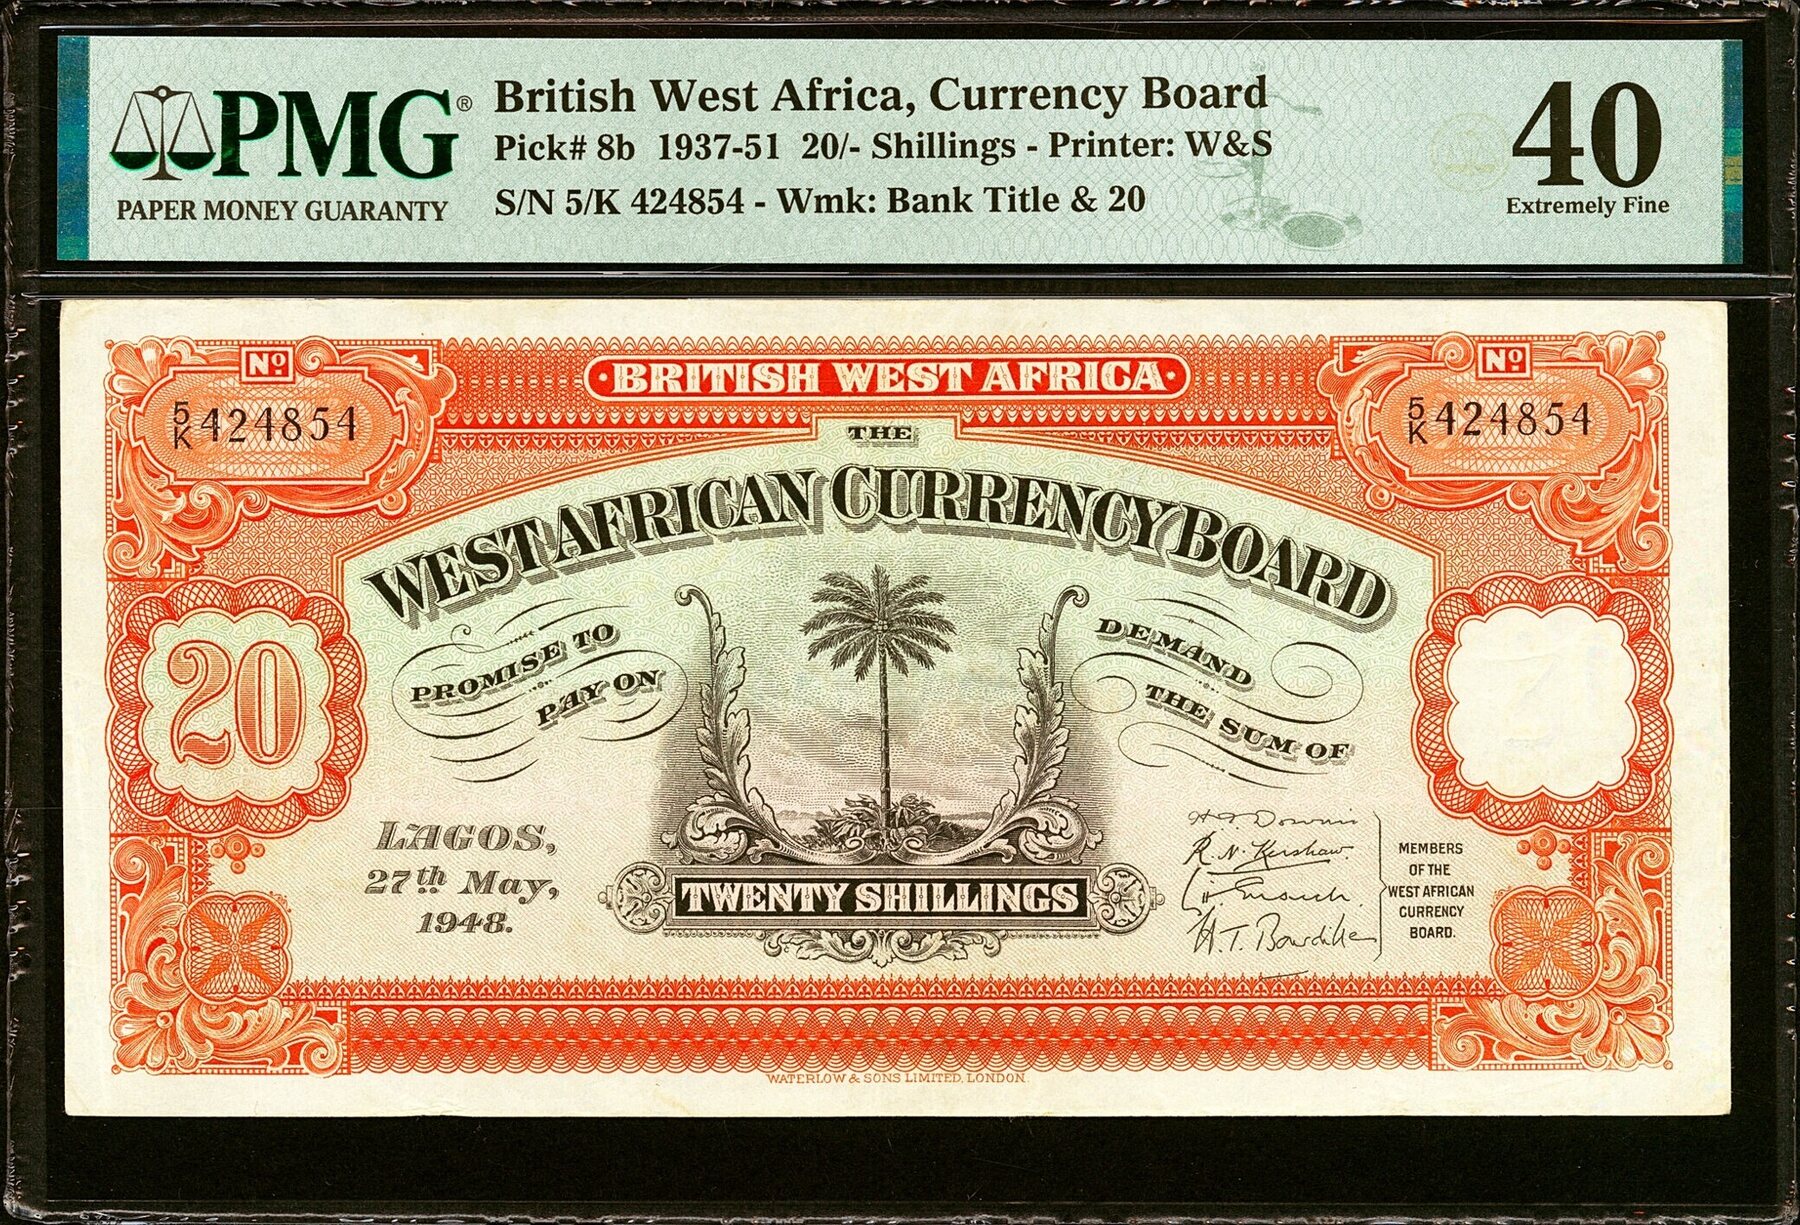 PMG®
PAPER MONEY GUARANTY
British West Africa, Currency Board
Pick# 8b 1937-51 20/- Shillings - Printer: W&S
S/N 5/K 424854 - Wmk: Bank Title & 20
40
Extremely Fine
Nº
5/K 424854
BRITISH WEST AFRICA
Nº
5/K 424854
THE
WEST AFRICAN CURRENCY BOARD
PROMISE TO
PAY ON
DEMAND
THE SUM OF
20
LAGOS,
27th May,
1948.
TWENTY SHILLINGS
R. N. Kershaw.
MEMBERS
OF THE
WEST AFRICAN
CURRENCY
BOARD.
WATERLOW & SONS LIMITED, LONDON.